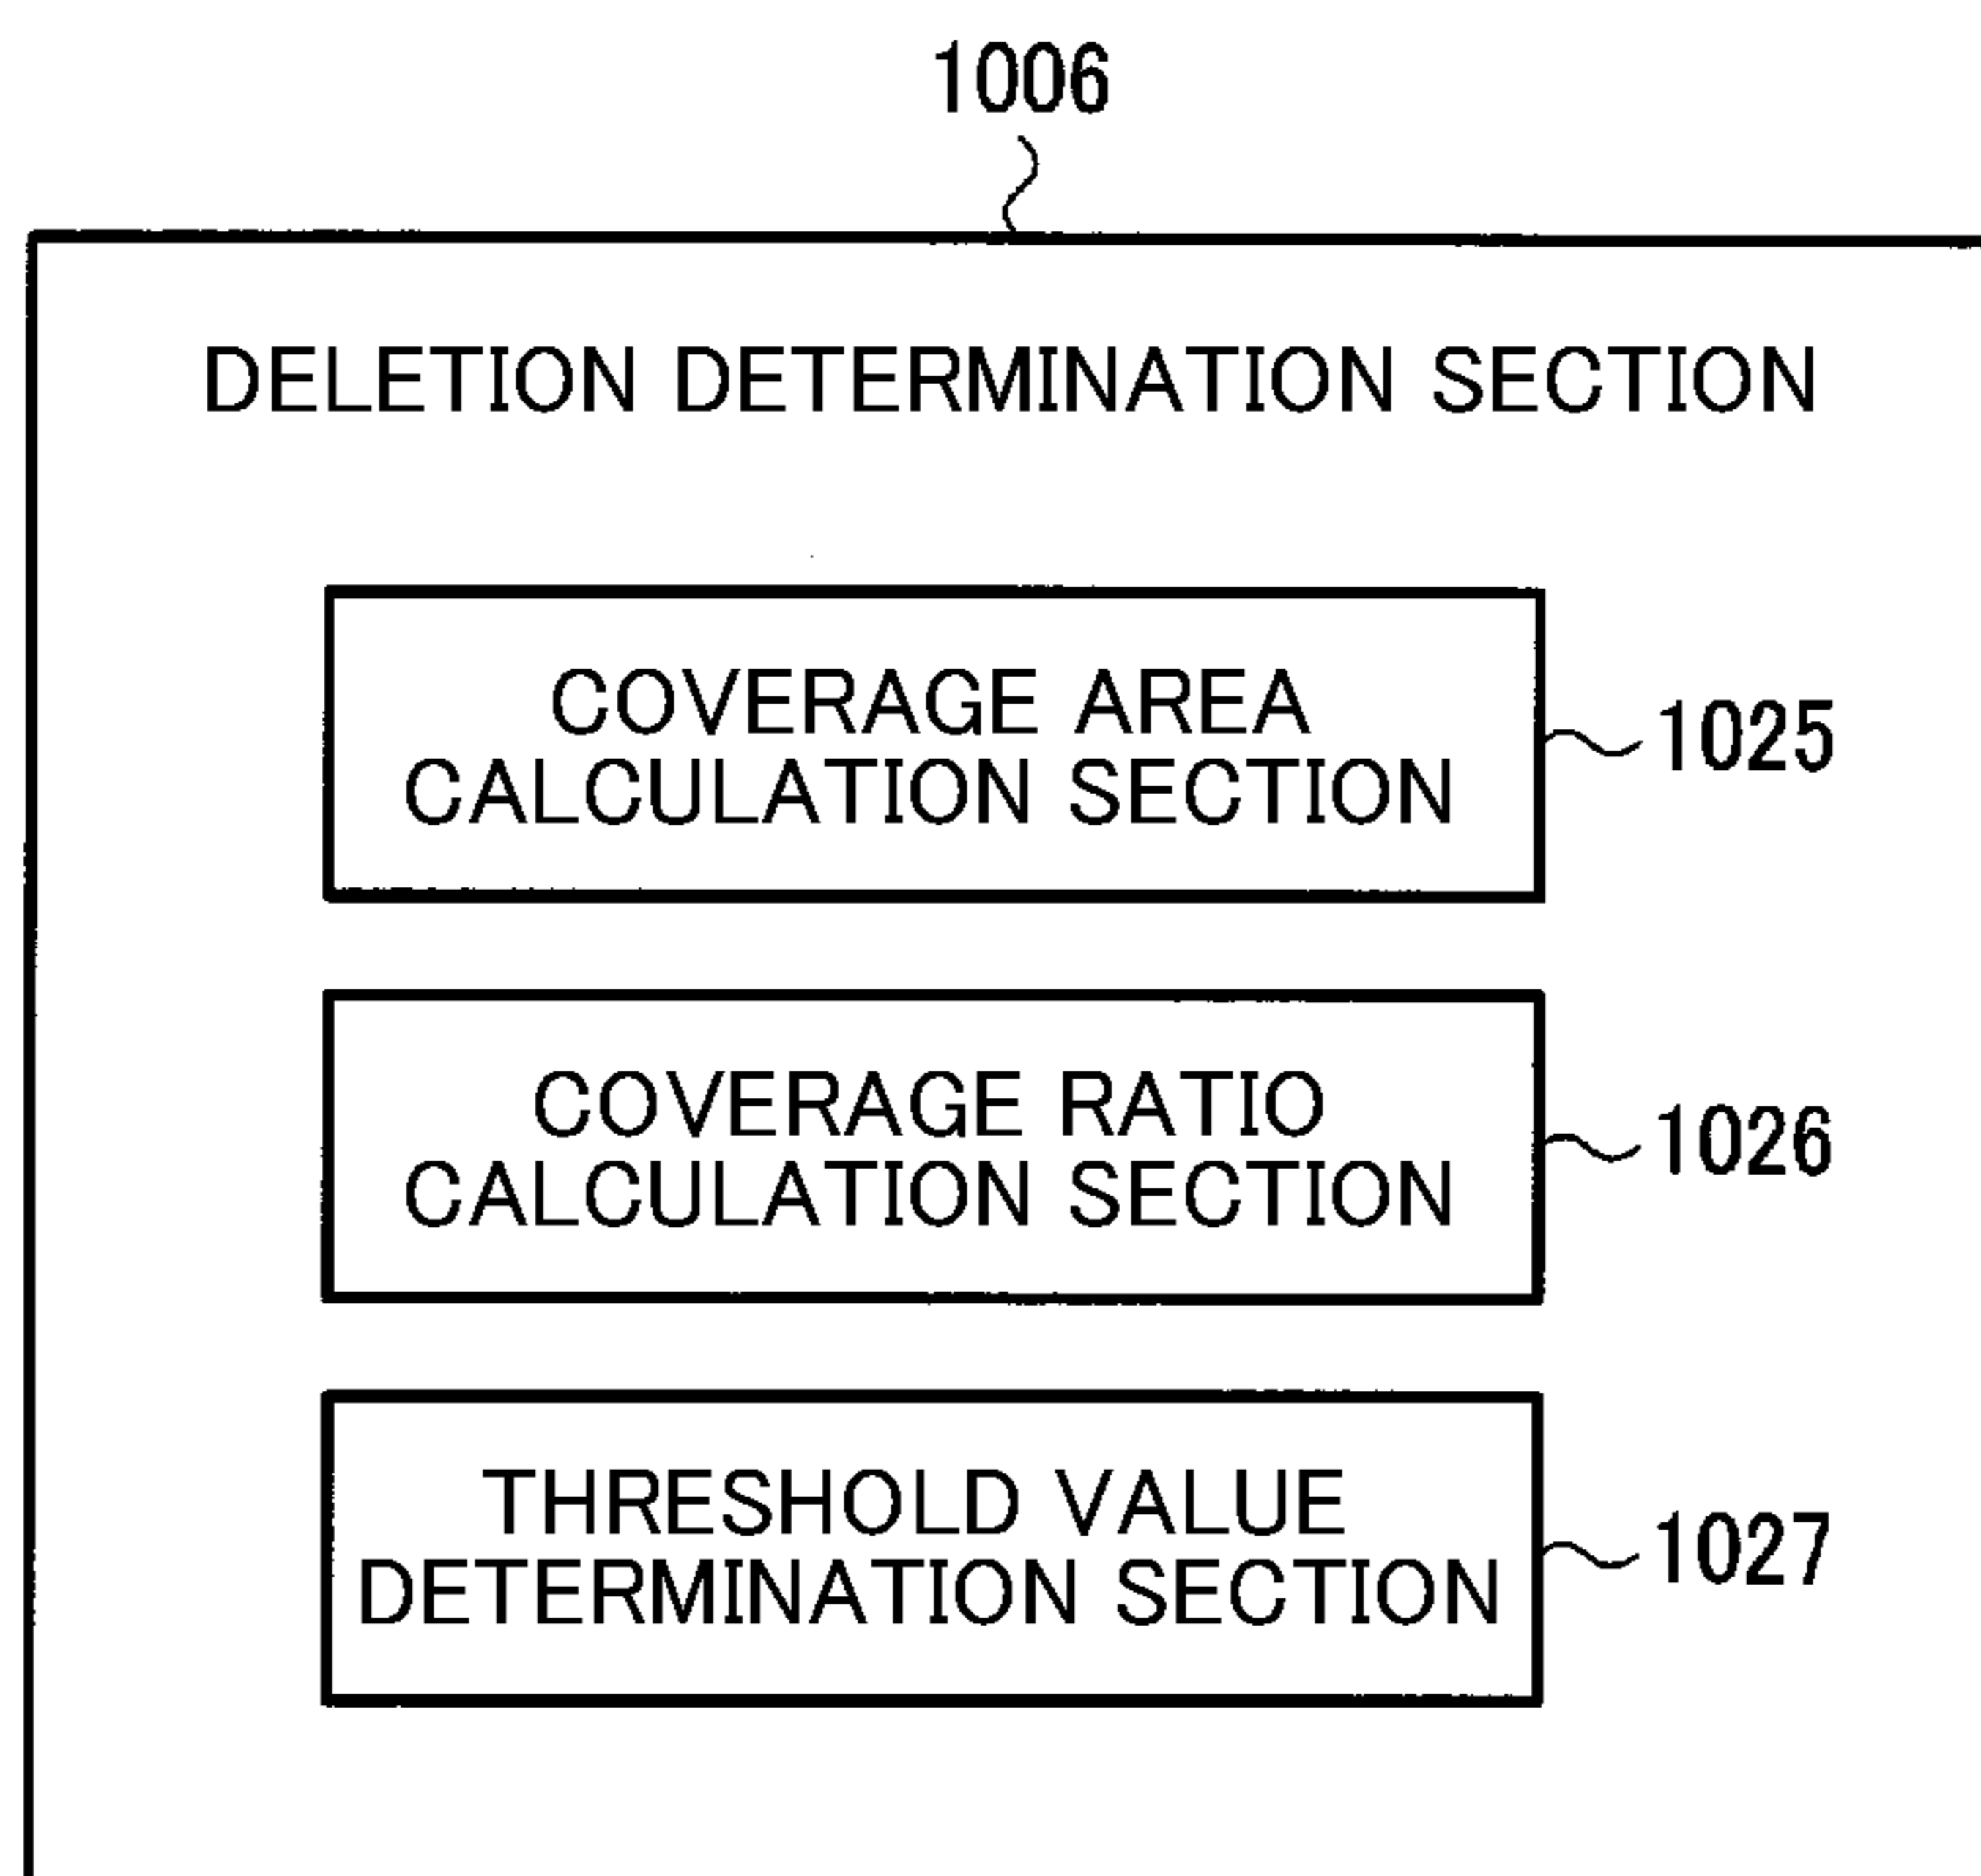 1006
DELETION DETERMINATION SECTION
COVERAGE AREA
CALCULATION SECTION
1025
COVERAGE RATIO
CALCULATION SECTION
1026
THRESHOLD VALUE
DETERMINATION SECTION
1027